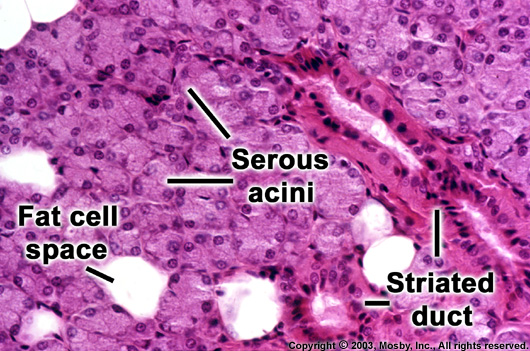 Serous
acini
Fat cell
space
Striated
duct
Copyright © 2003, Mosby, Inc., All rights reserved.